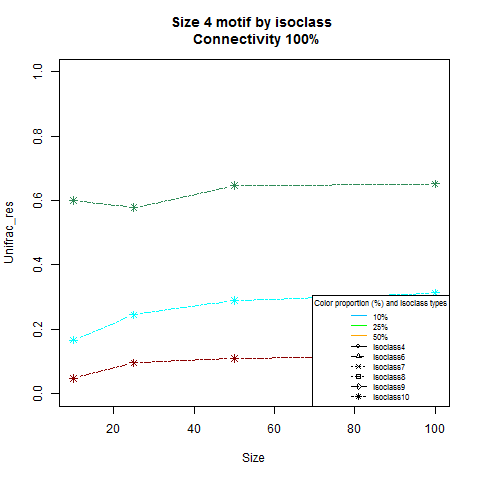 Size 4 motif by isoclass
Connectivity 100%
Unifrac_res
1.0
0.8
0.6
0.4
0.2
0.0
Color proportion (%) and Isoclass types
10%
25%
50%
Isoclass4
Isoclass6
Isoclass7
Isoclass8
Isoclass9
Isoclass10
20
40
60
80
100
Size